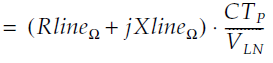 = (Rline_Ω + jXline_Ω) · CT_P / V_LN